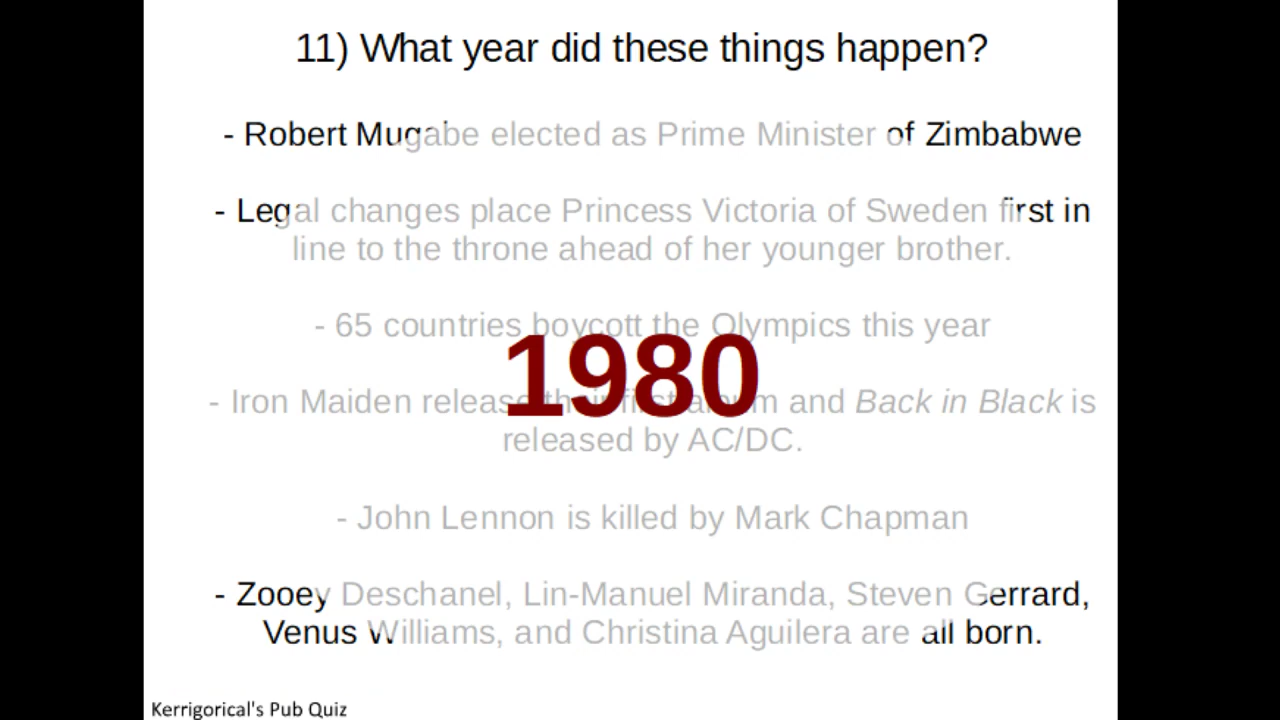 11) What year did these things happen?
- Robert Mugabe elected as Prime Minister of Zimbabwe
- Legal changes place Princess Victoria of Sweden first in
line to the throne ahead of her younger brother.
- 65 countries boycott the Olympics this year
1980
- Iron Maiden release their first album and Back in Black is
released by AC/DC.
- John Lennon is killed by Mark Chapman
- Zooey Deschanel, Lin-Manuel Miranda, Steven Gerrard,
Venus Williams, and Christina Aguilera are all born.
Kerrigorical's Pub Quiz